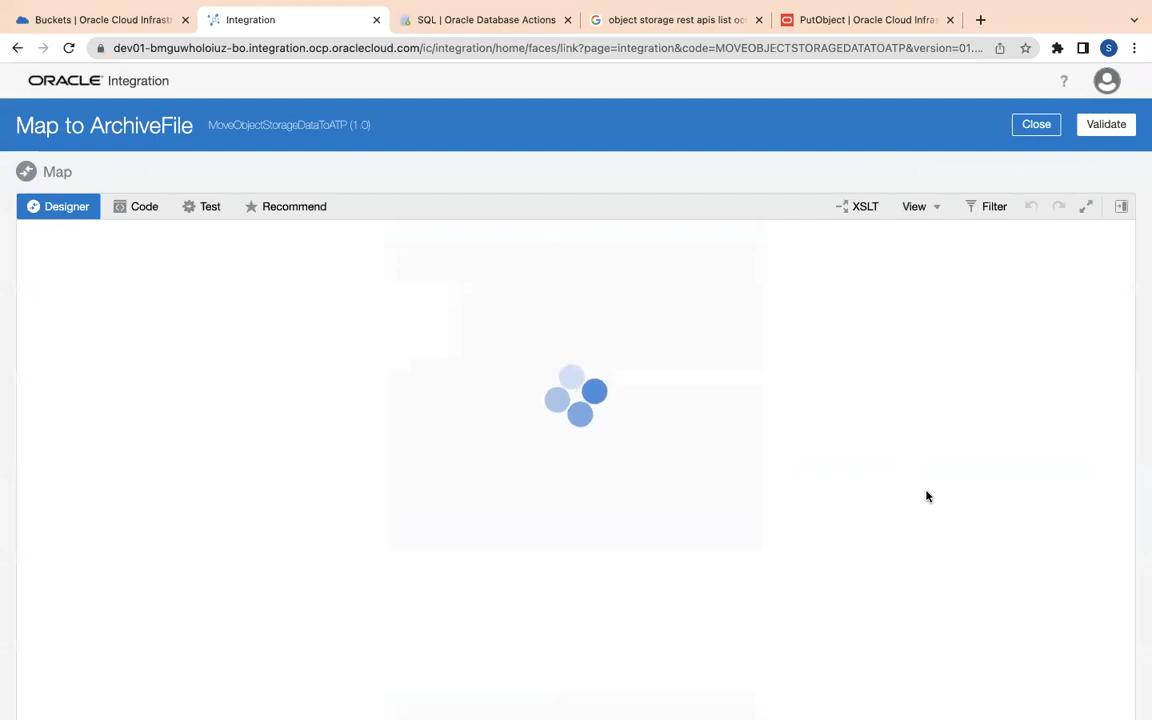 Buckets | Oracle Cloud Infrast
Integration
SQL | Oracle Database Actions
object storage rest apis list oci
PutObject | Oracle Cloud Infra
dev01-bmguwholoiuz-bo.integration.ocp.oraclecloud.com/ic/integration/home/faces/link?page=integration&code=MOVEOBJECTSTORAGEDATATOATP&version=01....
S
ORACLE Integration
?
Map to ArchiveFile
MoveObjectStorageDataToATP (1.0)
Close
Validate
Map
Designer
Code
Test
Recommend
XSLT
View
Filter